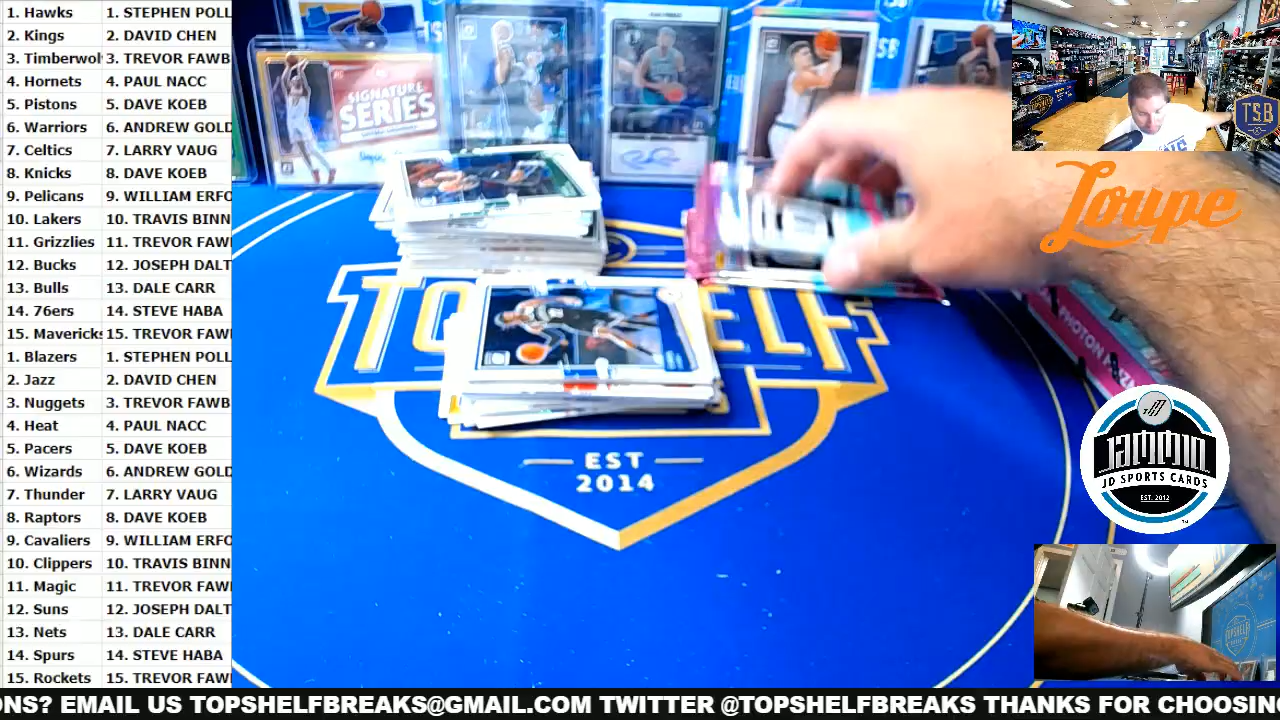 1. Hawks 1. STEPHEN POLL
2. Kings 2. DAVID CHEN
3. Timberwol 3. TREVOR FAWB
4. Hornets 4. PAUL NACC
5. Pistons 5. DAVE KOEB
6. Warriors 6. ANDREW GOLD
7. Celtics 7. LARRY VAUG
8. Knicks 8. DAVE KOEB
9. Pelicans 9. WILLIAM ERFO
10. Lakers 10. TRAVIS BINN
11. Grizzlies 11. TREVOR FAW
12. Bucks 12. JOSEPH DALT
13. Bulls 13. DALE CARR
14. 76ers 14. STEVE HABA
15. Mavericks 15. TREVOR FAW
1. Blazers 1. STEPHEN POLL
2. Jazz 2. DAVID CHEN
3. Nuggets 3. TREVOR FAWB
4. Heat 4. PAUL NACC
5. Pacers 5. DAVE KOEB
6. Wizards 6. ANDREW GOLD
7. Thunder 7. LARRY VAUG
8. Raptors 8. DAVE KOEB
9. Cavaliers 9. WILLIAM ERFO
10. Clippers 10. TRAVIS BINN
11. Magic 11. TREVOR FAW
12. Suns 12. JOSEPH DALT
13. Nets 13. DALE CARR
14. Spurs 14. STEVE HABA
15. Rockets 15. TREVOR FAW
SIGNATURE
SERIES
EST
2014
TSB
Loupe
PHOTON
JAMMIN
JD SPORTS CARDS
EST. 2012
TOPSHELF
ONS? EMAIL US TOPSHELFBREAKS@GMAIL.COM TWITTER @TOPSHELFBREAKS THANKS FOR CHOOSING